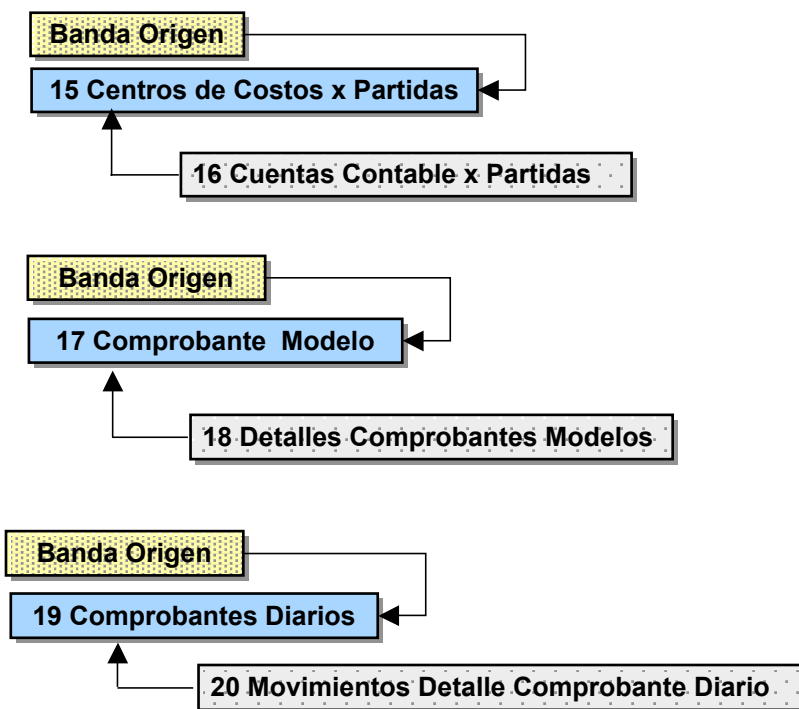 Banda Origen
15 Centros de Costos x Partidas
16 Cuentas Contable x Partidas
Banda Origen
17 Comprobante  Modelo
18 Detalles Comprobantes Modelos
Banda Origen
19 Comprobantes Diarios
20 Movimientos Detalle Comprobante Diario